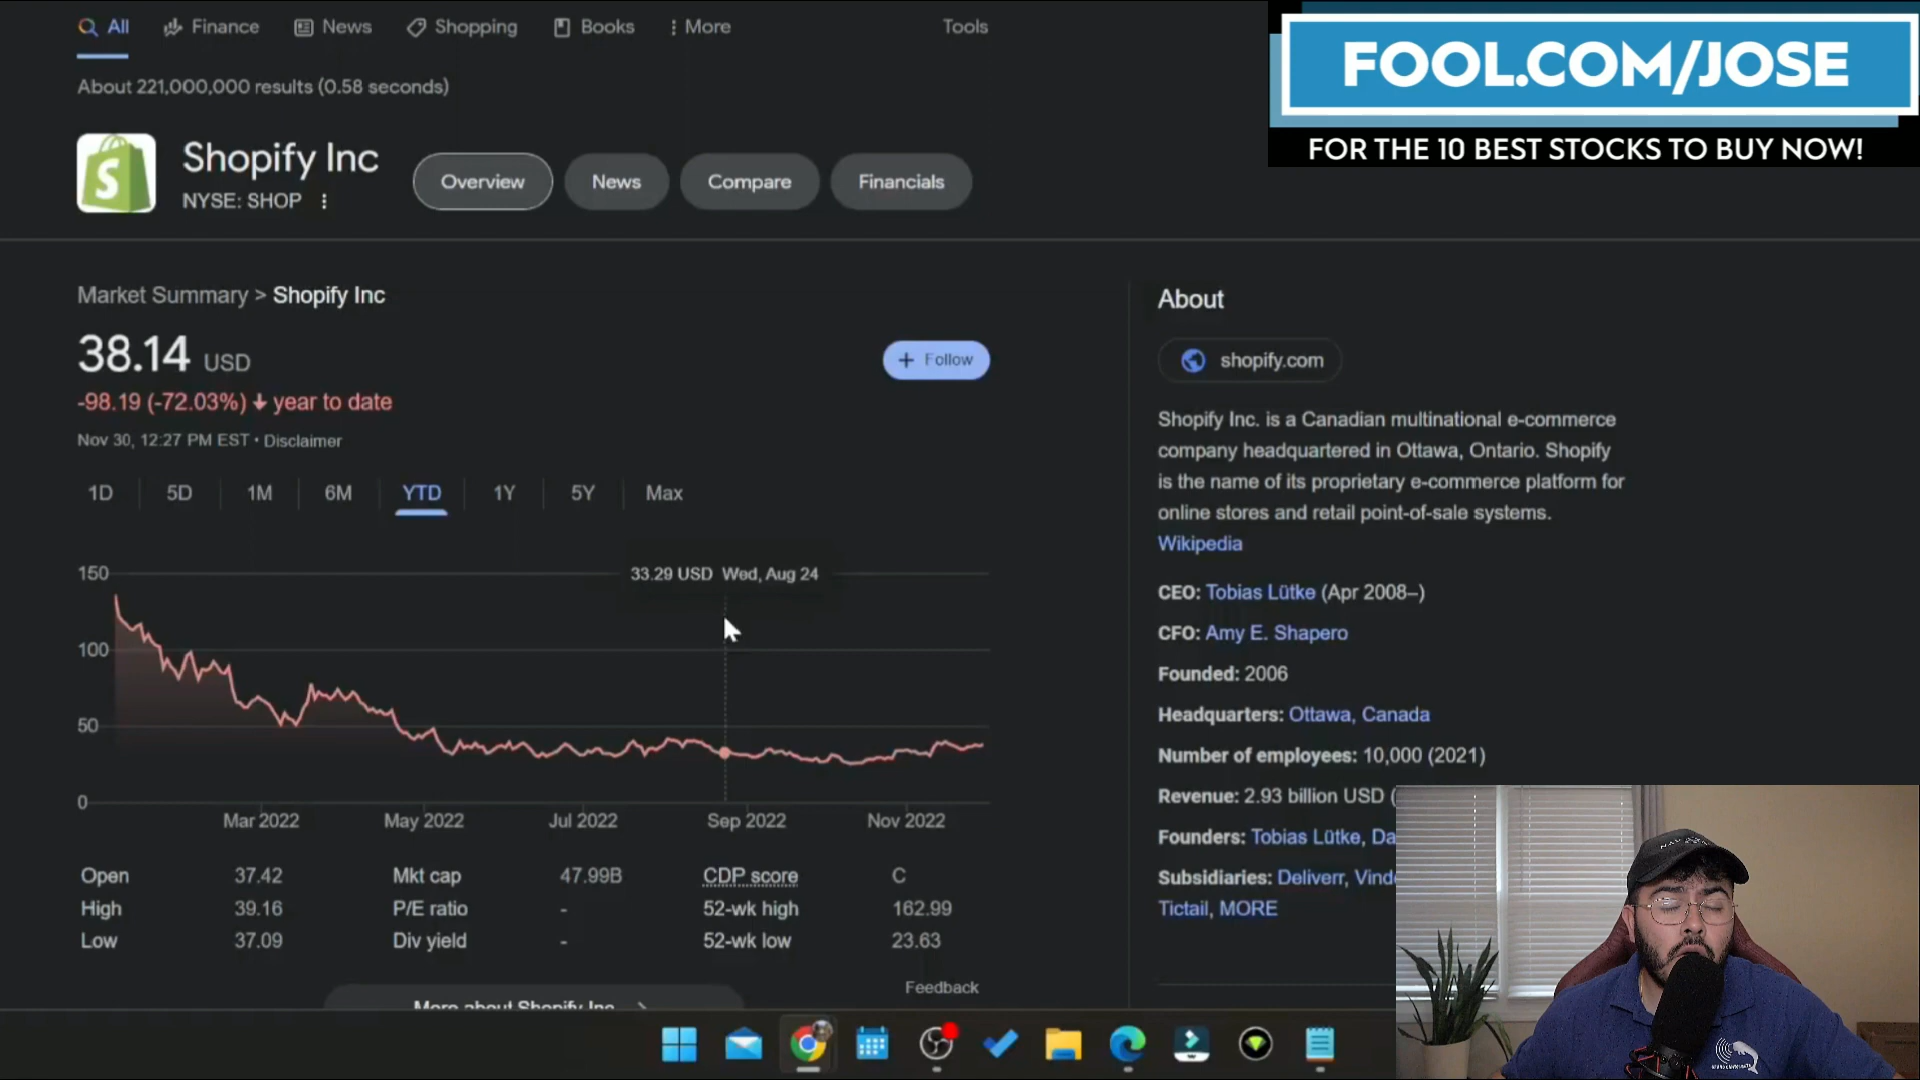 All
Finance
News
Shopping
Books
More
Tools
FOOL.COM/JOSE
FOR THE 10 BEST STOCKS TO BUY NOW!
About 221,000,000 results (0.58 seconds)
Shopify Inc
NYSE: SHOP
Overview
News
Compare
Financials
Market Summary > Shopify Inc
38.14 USD
-98.19 (-72.03%) year to date
Nov 30, 12:27 PM EST • Disclaimer
+ Follow
1D
5D
1M
6M
YTD
1Y
5Y
Max
33.29 USD Wed, Aug 24
150
100
50
0
Mar 2022
May 2022
Jul 2022
Sep 2022
Nov 2022
Open 37.42
Mkt cap 47.99B
CDP score C
High 39.16
P/E ratio -
52-wk high 162.99
Low 37.09
Div yield -
52-wk low 23.63
Feedback
More about Shopify Inc
About
shopify.com
Shopify Inc. is a Canadian multinational e-commerce
company headquartered in Ottawa, Ontario. Shopify
is the name of its proprietary e-commerce platform for
online stores and retail point-of-sale systems.
Wikipedia
CEO: Tobias Lütke (Apr 2008–)
CFO: Amy E. Shapero
Founded: 2006
Headquarters: Ottawa, Canada
Number of employees: 10,000 (2021)
Revenue: 2.93 billion USD (
Founders: Tobias Lütke, Da
Subsidiaries: Deliverr, Vind
Tictail, MORE